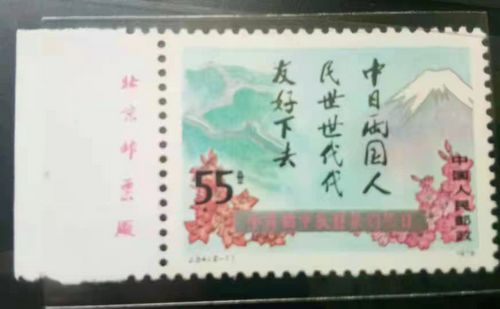 北京邮票厂
中日两国人
民世世代代
友好下去
55
中国人民邮政
1978